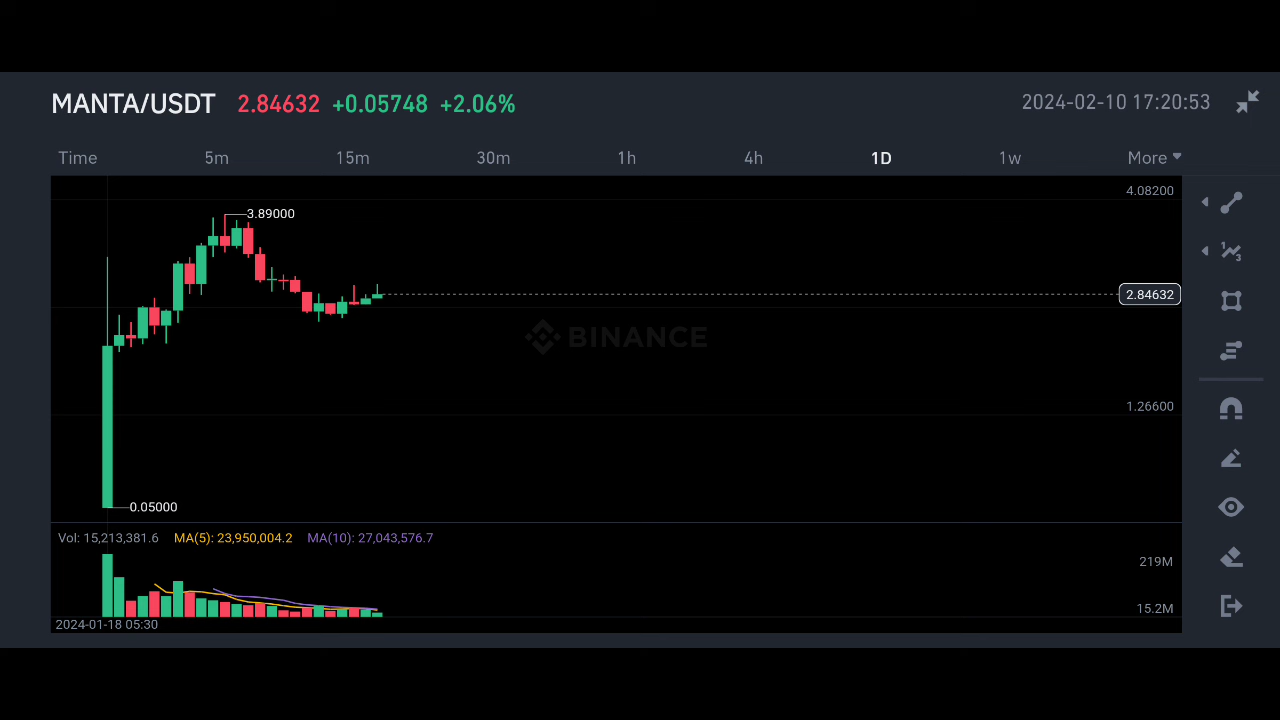 MANTA/USDT 2.84632 +0.05748 +2.06% 2024-02-10 17:20:53
Time 5m 15m 30m 1h 4h 1D 1w More
4.08200
3.89000
2.84632
BINANCE
1.26600
0.05000
Vol: 15,213,381.6 MA(5): 23,950,004.2 MA(10): 27,043,576.7
219M
15.2M
2024-01-18 05:30